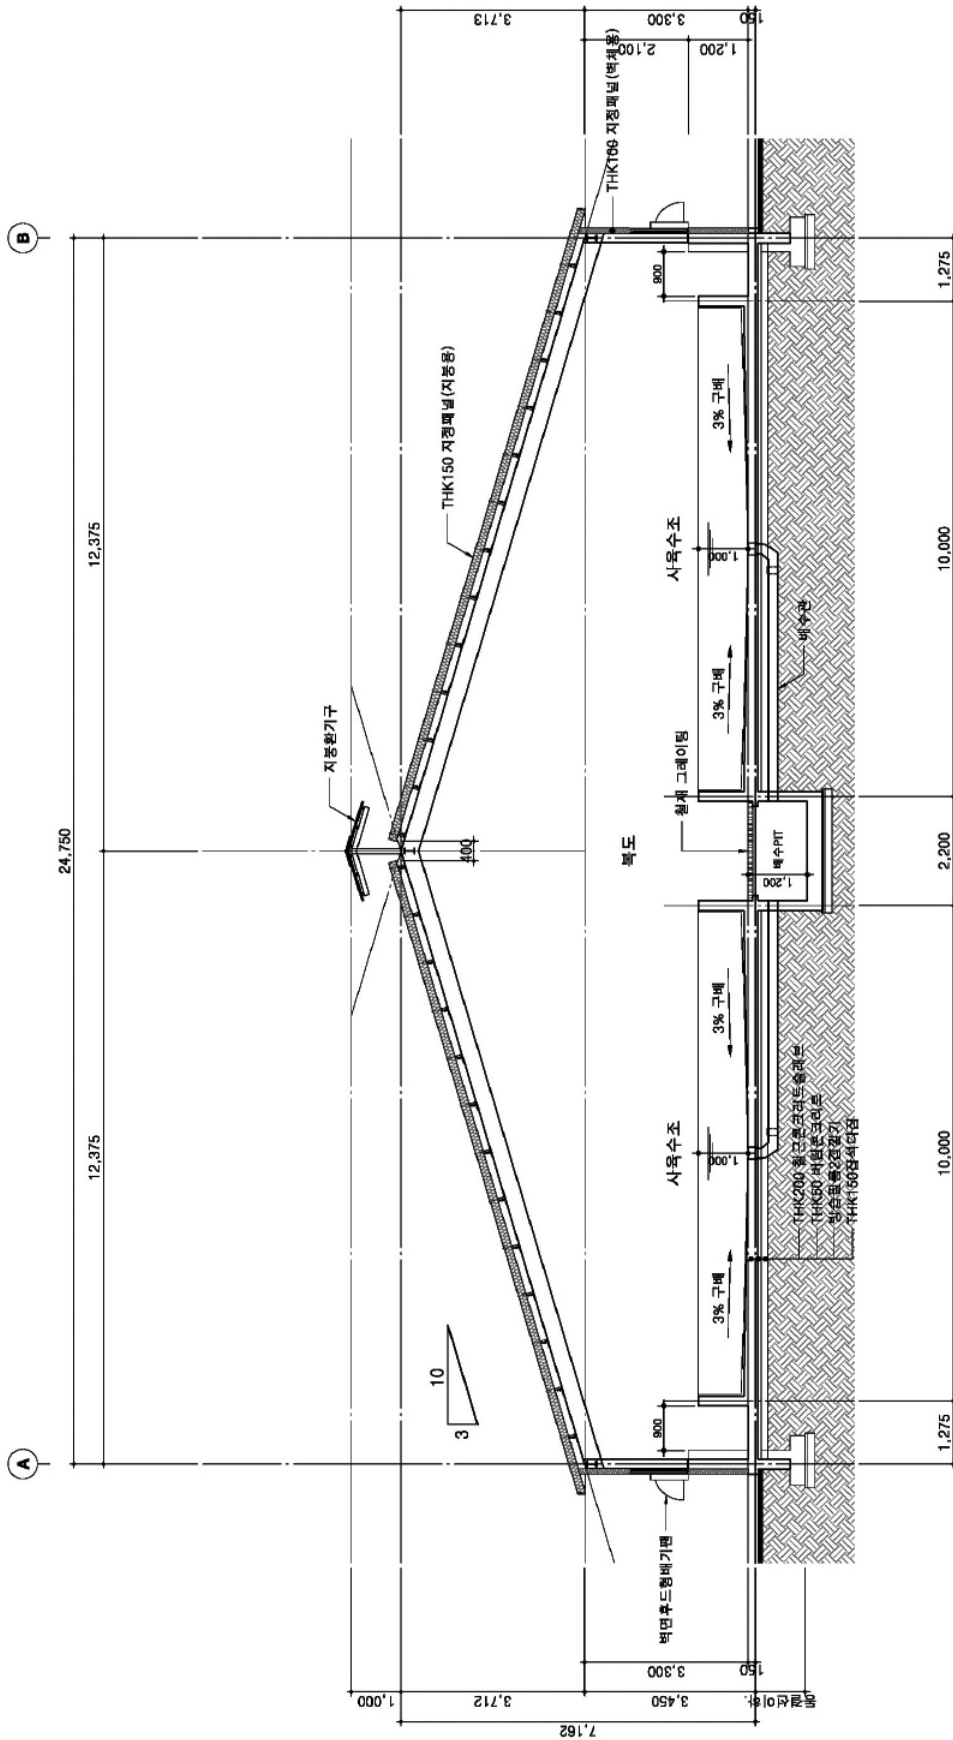 A
B
24,750
12,375
12,375
지붕환기구
THK150 지정패널(지붕용)
THK100 지정패널(벽체용)
10
3
400
벽면후드형배기팬
900
900
사육수조
복도
사육수조
철재 그레이팅
1,000
1,000
3% 구배
3% 구배
3% 구배
3% 구배
배수PIT
1,200
배수관
THK200 철근콘크리트슬래브
THK60 버림콘크리트
방습필름2겹깔기
THK150잡석다짐
1,275
10,000
2,200
10,000
1,275
1,000
3,712
3,450
7,162
3,300
150
동결선이하
3,713
3,300
150
2,100
1,200